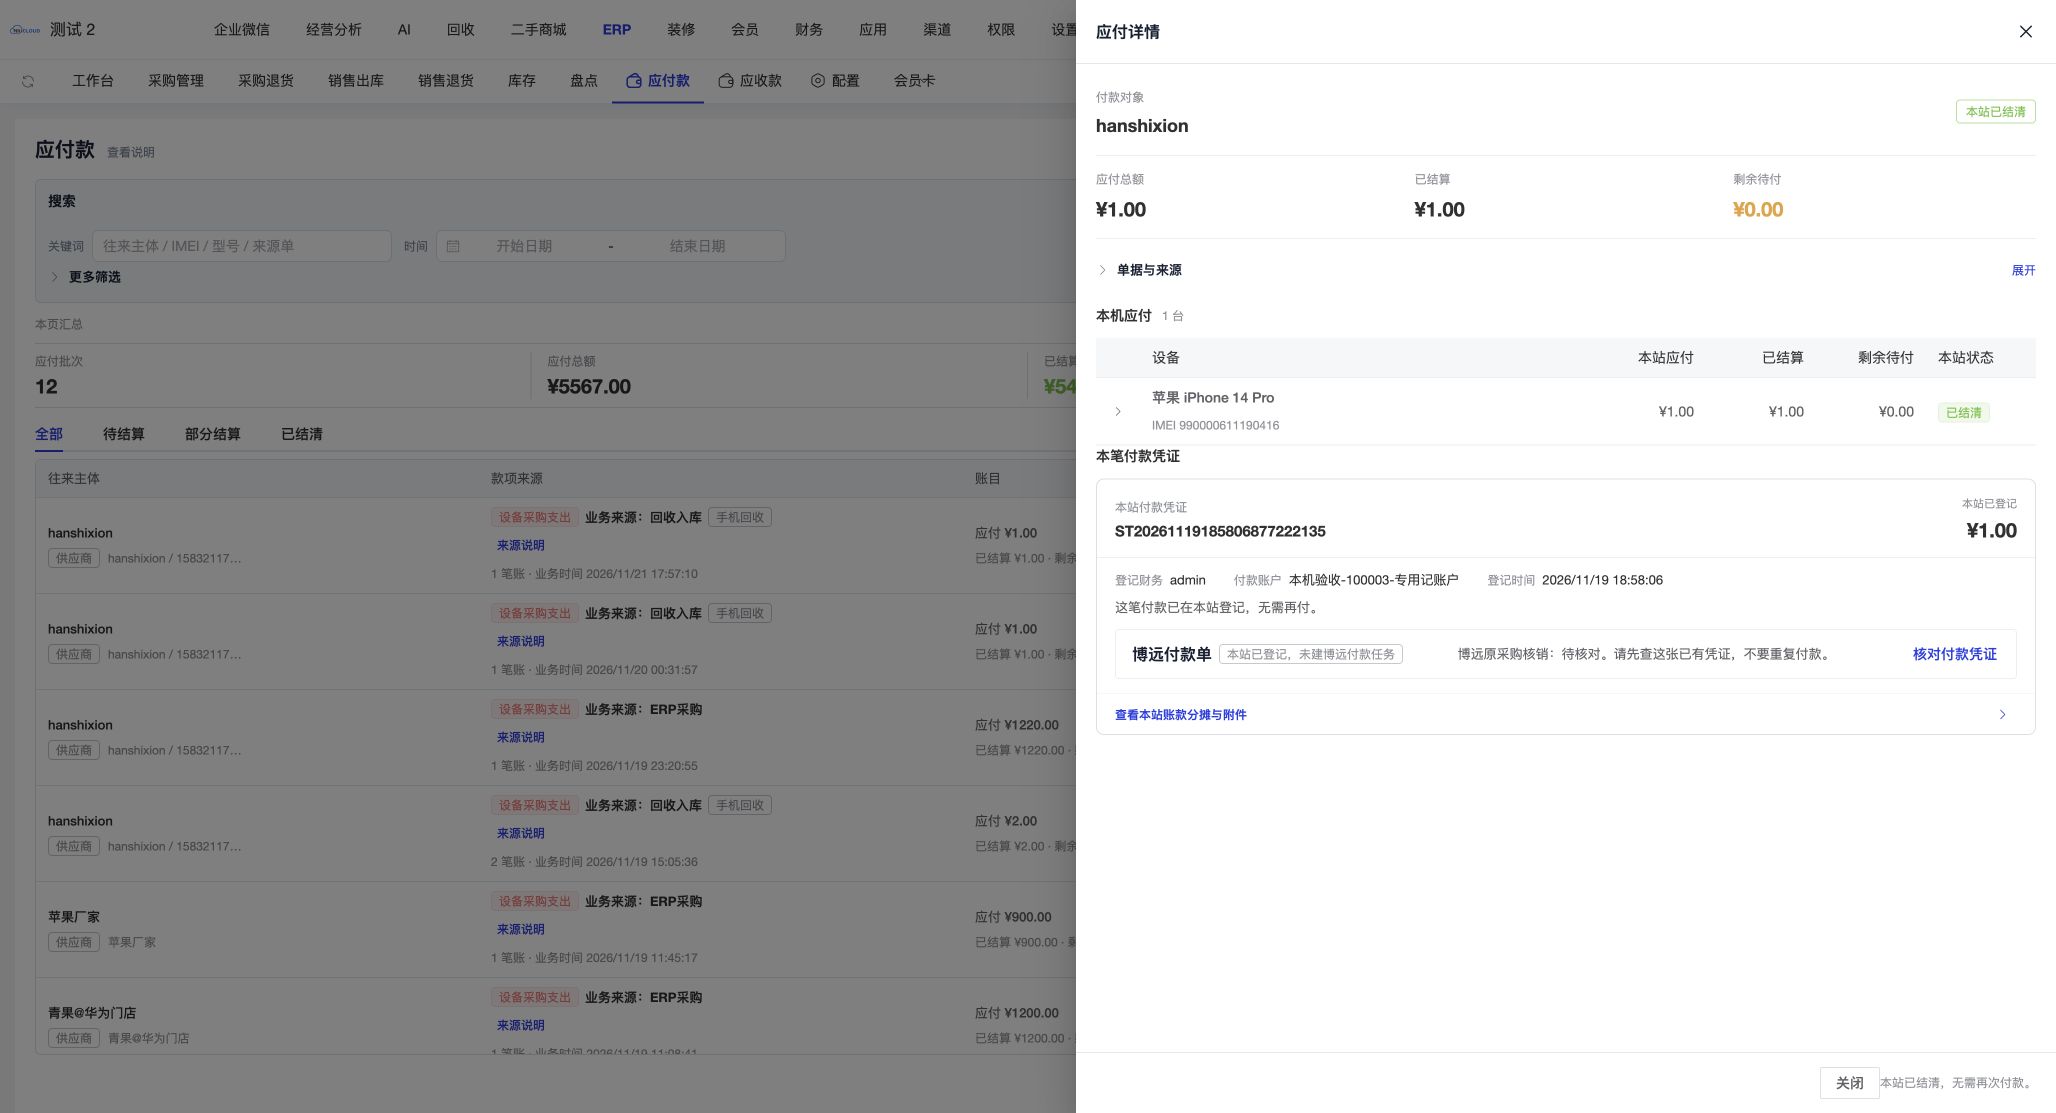 测试 2
企业微信 经营分析 AI 回收 二手商城 ERP 装修 会员 财务 应用 渠道 权限 设置
工作台 采购管理 采购退货 销售出库 销售退货 库存 盘点 应付款 应收款 配置 会员卡
应付款 查看说明
搜索
关键词 往来主体 / IMEI / 型号 / 来源单 时间 开始日期 - 结束日期
更多筛选
本页汇总
应付批次 应付总额 已结算
12 ¥5567.00 ¥54
全部 待结算 部分结算 已结清
往来主体 款项来源 账目
设备采购支出 业务来源：回收入库 手机回收
hanshixion 应付 ¥1.00
来源说明
供应商 hanshixion / 15832117... 已结算 ¥1.00 · 剩余
1 笔账 · 业务时间 2026/11/21 17:57:10
设备采购支出 业务来源：回收入库 手机回收
hanshixion 应付 ¥1.00
来源说明
供应商 hanshixion / 15832117... 已结算 ¥1.00 · 剩余
1 笔账 · 业务时间 2026/11/20 00:31:57
设备采购支出 业务来源：ERP采购
hanshixion 应付 ¥1220.00
来源说明
供应商 hanshixion / 15832117... 已结算 ¥1220.00 ·
1 笔账 · 业务时间 2026/11/19 23:20:55
设备采购支出 业务来源：回收入库 手机回收
hanshixion 应付 ¥2.00
来源说明
供应商 hanshixion / 15832117... 已结算 ¥2.00 · 剩余
2 笔账 · 业务时间 2026/11/19 15:05:36
设备采购支出 业务来源：ERP采购
苹果厂家 应付 ¥900.00
来源说明
供应商 苹果厂家 已结算 ¥900.00 ·
1 笔账 · 业务时间 2026/11/19 11:45:17
设备采购支出 业务来源：ERP采购
青果@华为门店 应付 ¥1200.00
来源说明
供应商 青果@华为门店 已结算 ¥1200.00 ·
1 笔账 · 业务时间 2026/11/19 11:08:41
应付详情
付款对象
hanshixion 本站已结清
应付总额 已结算 剩余待付
¥1.00 ¥1.00 ¥0.00
单据与来源 展开
本机应付 1 台
设备 本站应付 已结算 剩余待付 本站状态
苹果 iPhone 14 Pro
¥1.00 ¥1.00 ¥0.00 已结清
IMEI 990000611190416
本笔付款凭证
本站付款凭证 本站已登记
ST20261119185806877222135 ¥1.00
登记财务 admin 付款账户 本机验收-100003-专用记账户 登记时间 2026/11/19 18:58:06
这笔付款已在本站登记，无需再付。
博远付款单 本站已登记，未建博远付款任务 博远原采购核销：待核对。请先查这张已有凭证，不要重复付款。 核对付款凭证
查看本站账款分摊与附件
关闭 本站已结清，无需再次付款。